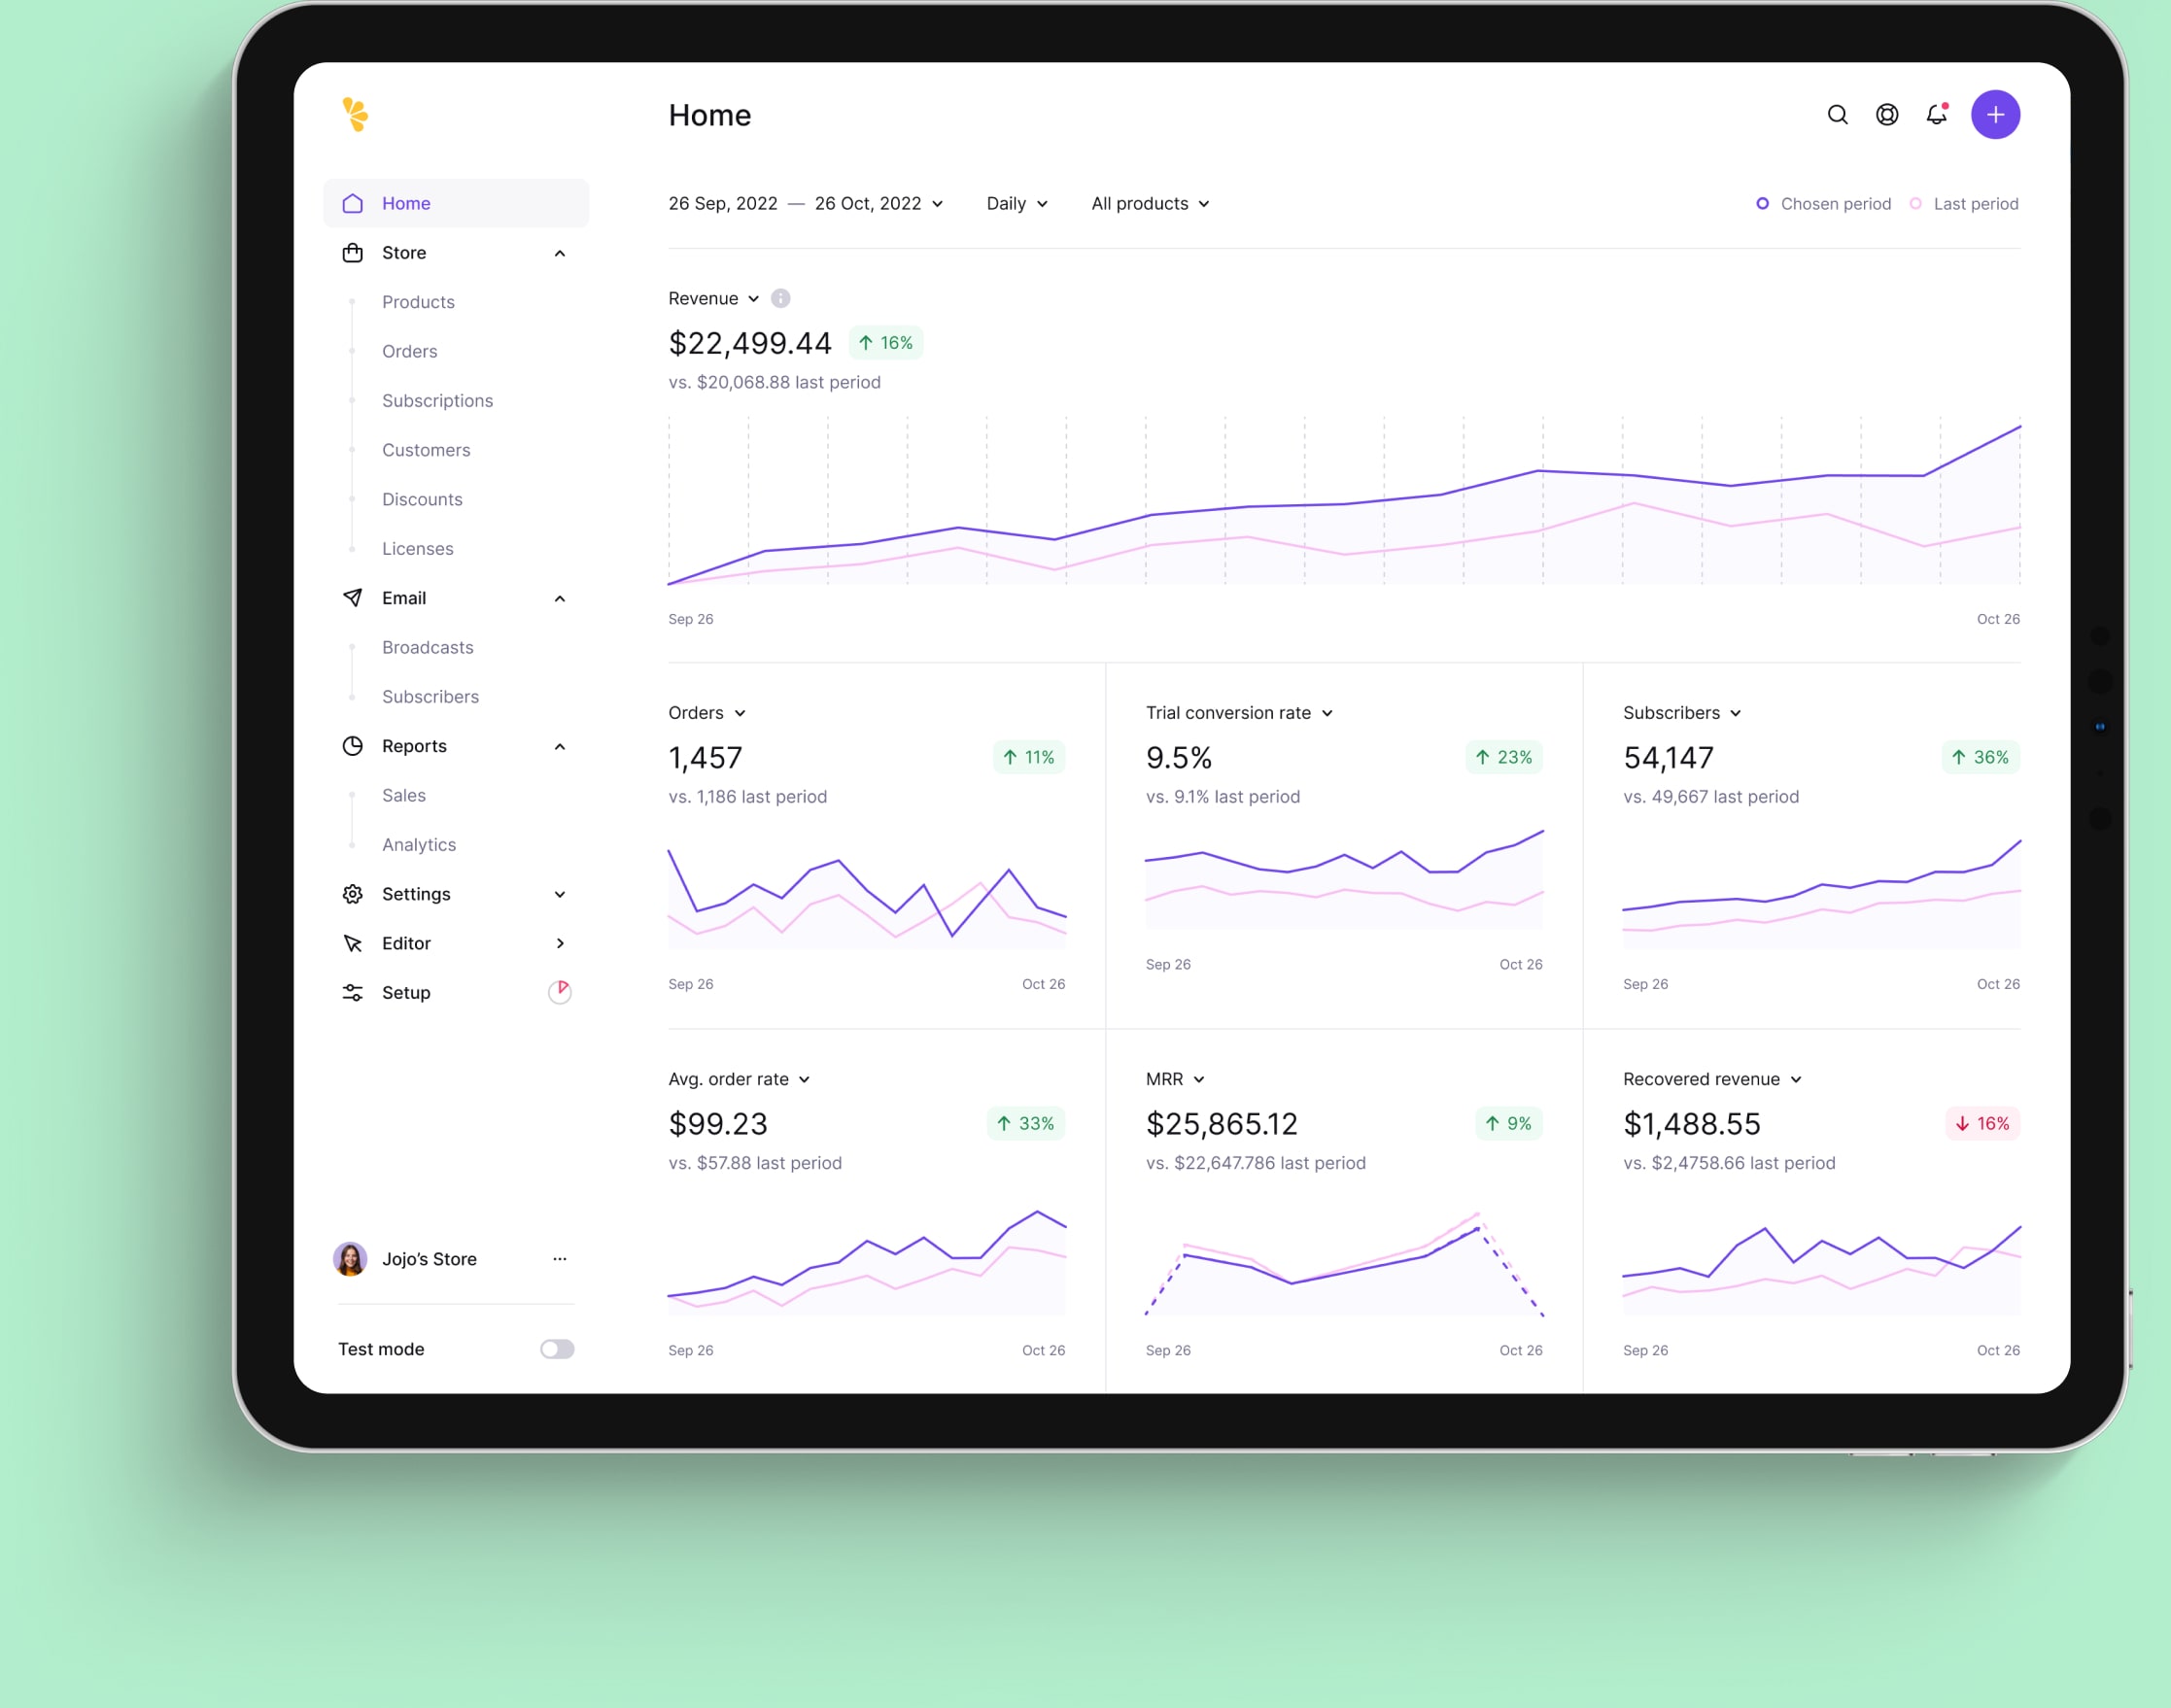 Home
Home
Store
Products
Orders
Subscriptions
Customers
Discounts
Licenses
Email
Broadcasts
Subscribers
Reports
Sales
Analytics
Settings
Editor
Setup
Jojo’s Store
Test mode
26 Sep, 2022 — 26 Oct, 2022 Daily All products Chosen period Last period
Revenue
$22,499.44 16%
vs. $20,068.88 last period
Sep 26 Oct 26
Orders
1,457 11%
vs. 1,186 last period
Sep 26 Oct 26
Trial conversion rate
9.5% 23%
vs. 9.1% last period
Sep 26 Oct 26
Subscribers
54,147 36%
vs. 49,667 last period
Sep 26 Oct 26
Avg. order rate
$99.23 33%
vs. $57.88 last period
Sep 26 Oct 26
MRR
$25,865.12 9%
vs. $22,647.786 last period
Sep 26 Oct 26
Recovered revenue
$1,488.55 16%
vs. $2,4758.66 last period
Sep 26 Oct 26